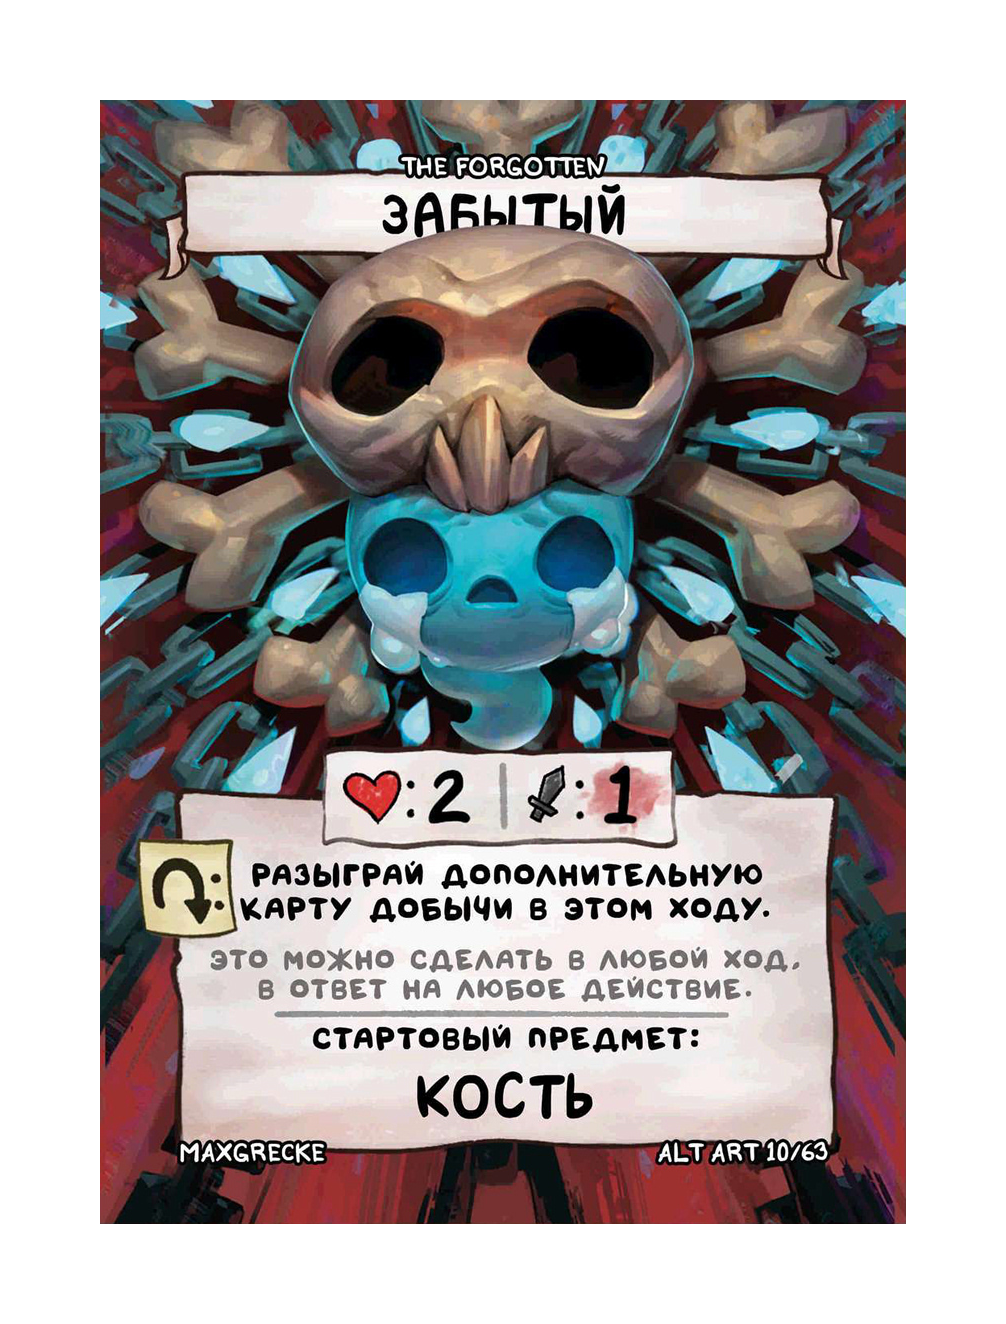 THE FORGOTTEN
ЗАБЫТЫЙ
:2 | :1
РАЗЫГРАЙ ДОПОЛНИТЕЛЬНУЮ
КАРТУ ДОБЫЧИ В ЭТОМ ХОДУ.
ЭТО МОЖНО СДЕЛАТЬ В ЛЮБОЙ ХОД,
В ОТВЕТ НА ЛЮБОЕ ДЕЙСТВИЕ.
СТАРТОВЫЙ ПРЕДМЕТ:
КОСТЬ
MAXGRECKE
ALT ART 10/63